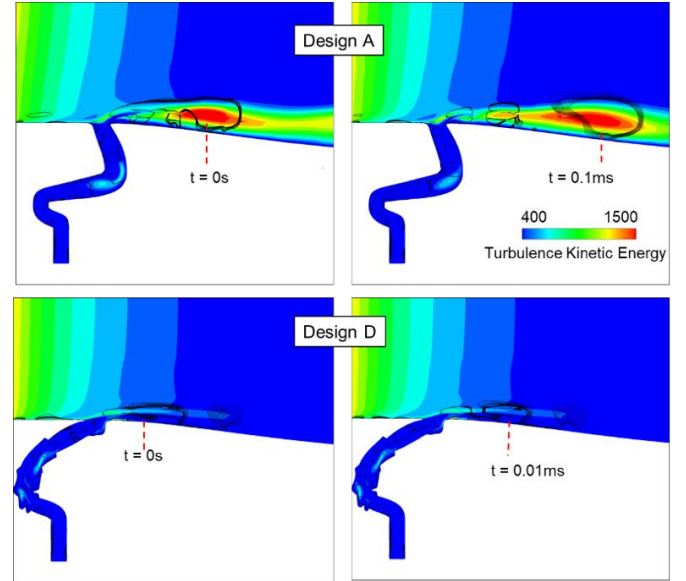 Design A
t = 0s
t = 0.1ms
400 1500
Turbulence Kinetic Energy
Design D
t = 0s
t = 0.01ms